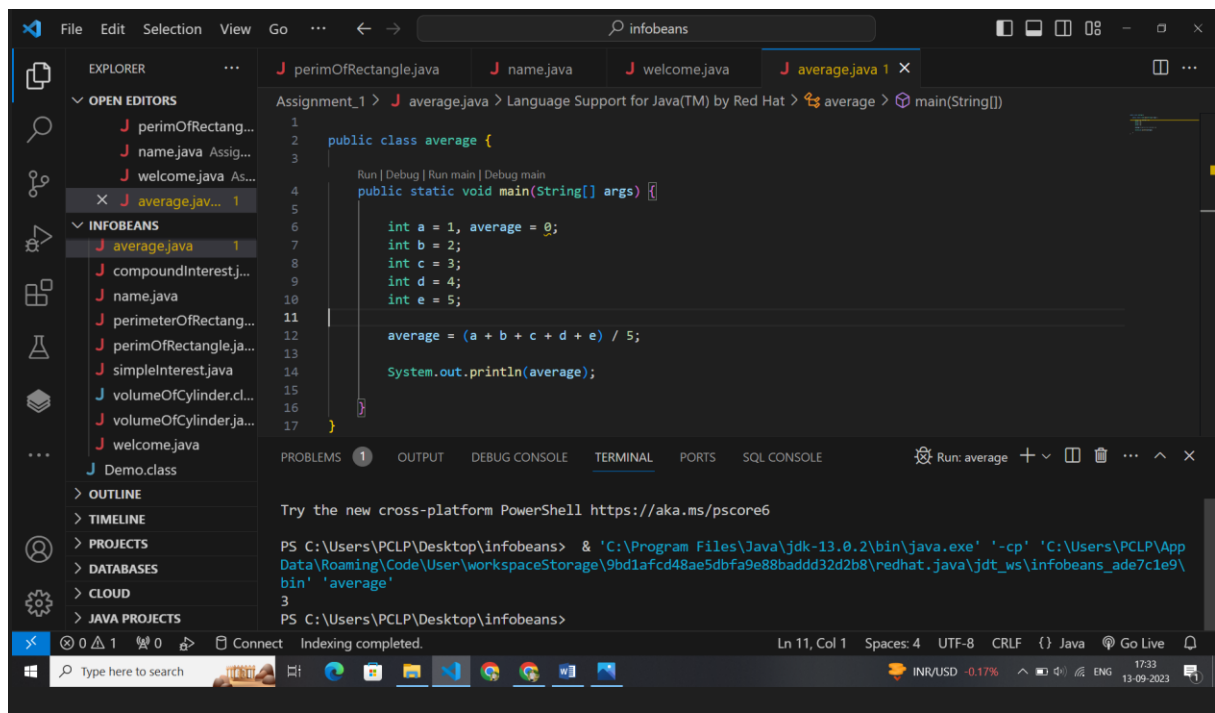 File Edit Selection View Go ··· infobeans
EXPLORER ···
OPEN EDITORS
J perimOfRectang...
J name.java Assig...
J welcome.java As...
J average.jav... 1
INFOBEANS
J average.java 1
J compoundInterest.j...
J name.java
J perimeterOfRectang...
J perimOfRectangle.ja...
J simpleInterest.java
J volumeOfCylinder.cl...
J volumeOfCylinder.ja...
J welcome.java
J Demo.class
OUTLINE
TIMELINE
PROJECTS
DATABASES
CLOUD
JAVA PROJECTS
J perimOfRectangle.java J name.java J welcome.java J average.java 1
Assignment_1 > J average.java > Language Support for Java(TM) by Red Hat > average > main(String[])
1
2 public class average {
3
Run | Debug | Run main | Debug main
4 public static void main(String[] args) {
5
6 int a = 1, average = 0;
7 int b = 2;
8 int c = 3;
9 int d = 4;
10 int e = 5;
11
12 average = (a + b + c + d + e) / 5;
13
14 System.out.println(average);
15
16 }
17 }
PROBLEMS 1 OUTPUT DEBUG CONSOLE TERMINAL PORTS SQL CONSOLE Run: average
Try the new cross-platform PowerShell https://aka.ms/pscore6
PS C:\Users\PCLP\Desktop\infobeans> & 'C:\Program Files\Java\jdk-13.0.2\bin\java.exe' '-cp' 'C:\Users\PCLP\App
Data\Roaming\Code\User\workspaceStorage\9bd1afcd48ae5dbfa9e88baddd32d2b8\redhat.java\jdt_ws\infobeans_ade7c1e9\
bin' 'average'
3
PS C:\Users\PCLP\Desktop\infobeans>
0 1 0 Connect Indexing completed. Ln 11, Col 1 Spaces: 4 UTF-8 CRLF {} Java Go Live
Type here to search INR/USD -0.17% ENG 17:33
13-09-2023